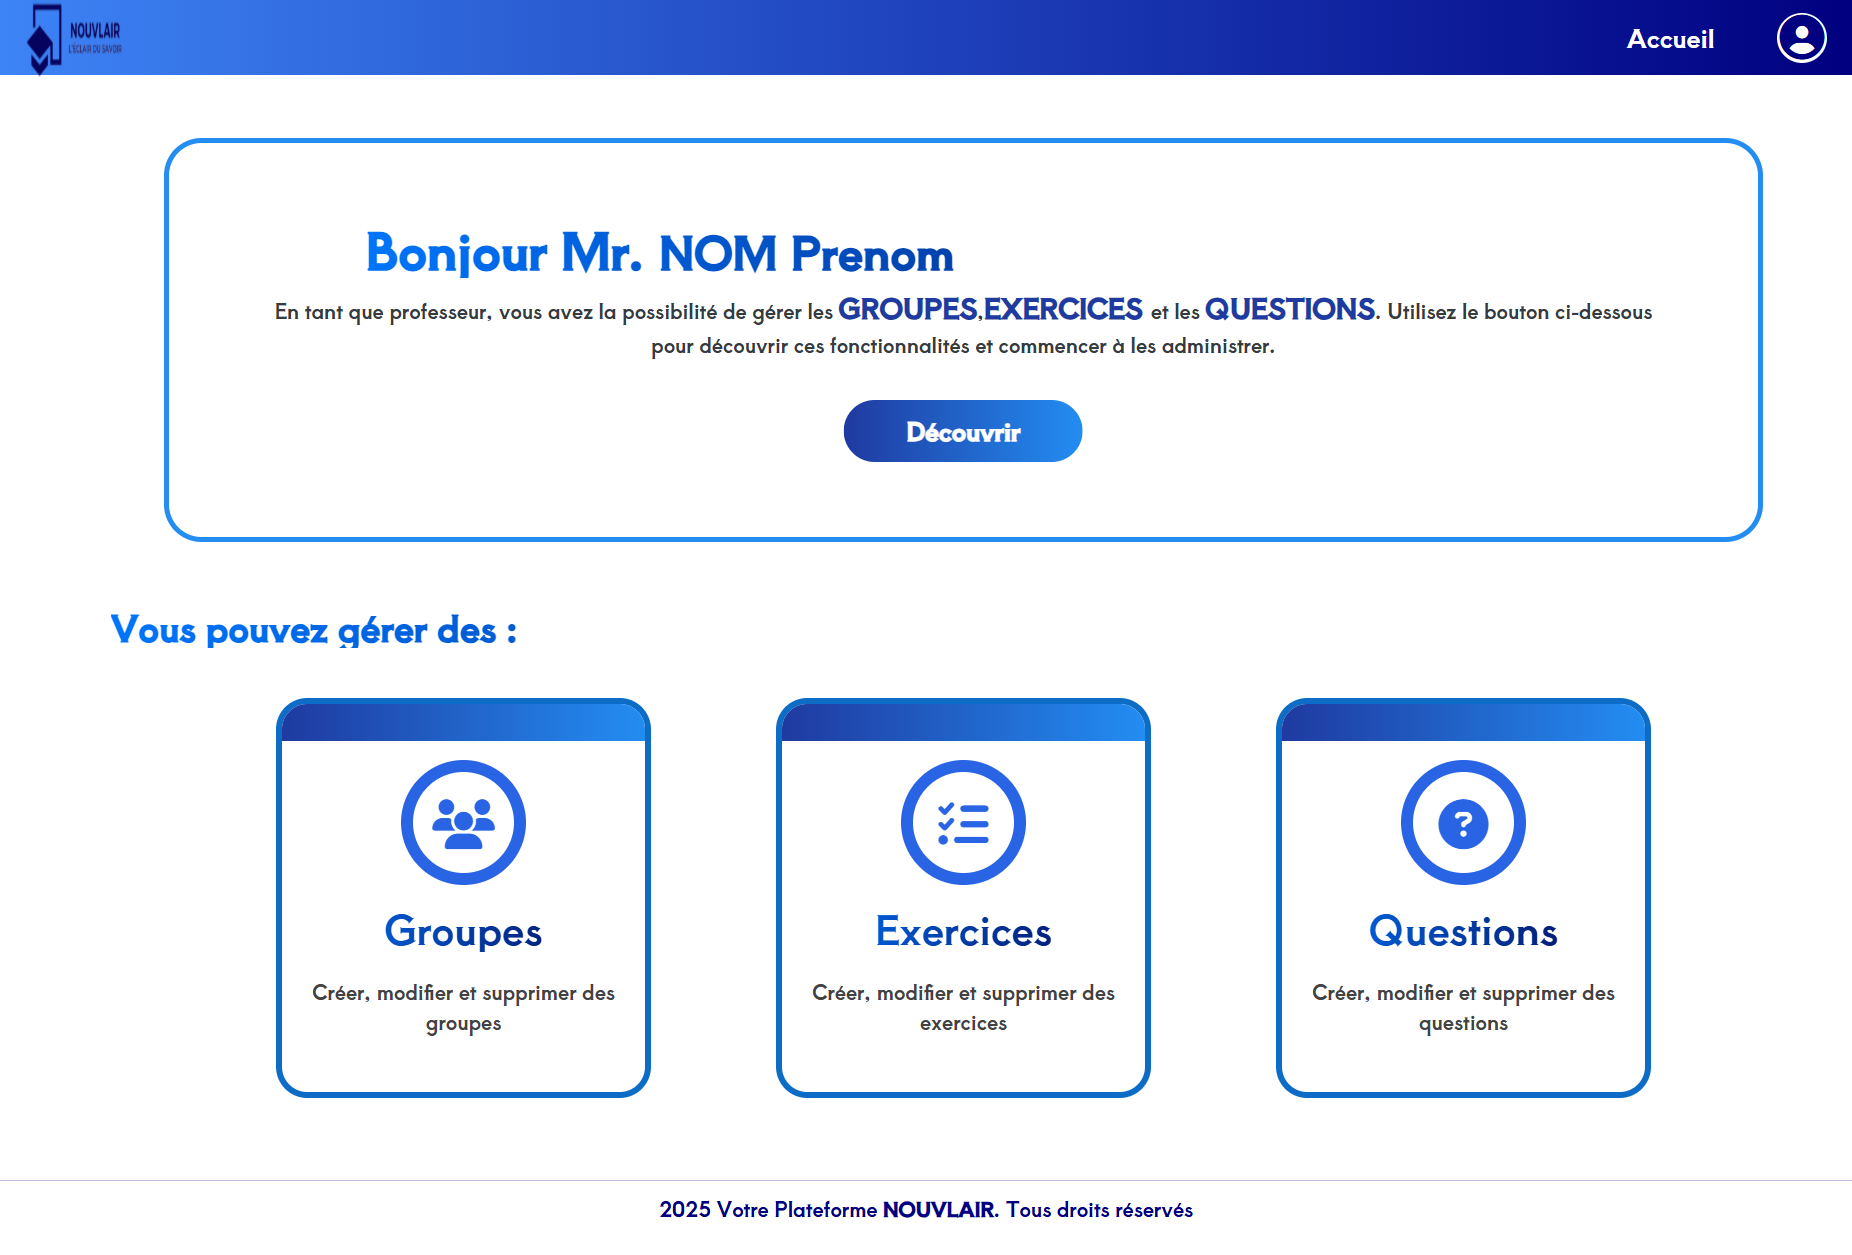 NOUVLAIR
L'ÉCLAIR DU SAVOIR
Accueil
Bonjour Mr. NOM Prenom
En tant que professeur, vous avez la possibilité de gérer les GROUPES,EXERCICES et les QUESTIONS. Utilisez le bouton ci-dessous
pour découvrir ces fonctionnalités et commencer à les administrer.
Découvrir
Vous pouvez gérer des :
Groupes
Créer, modifier et supprimer des
groupes
Exercices
Créer, modifier et supprimer des
exercices
Questions
Créer, modifier et supprimer des
questions
2025 Votre Plateforme NOUVLAIR. Tous droits réservés